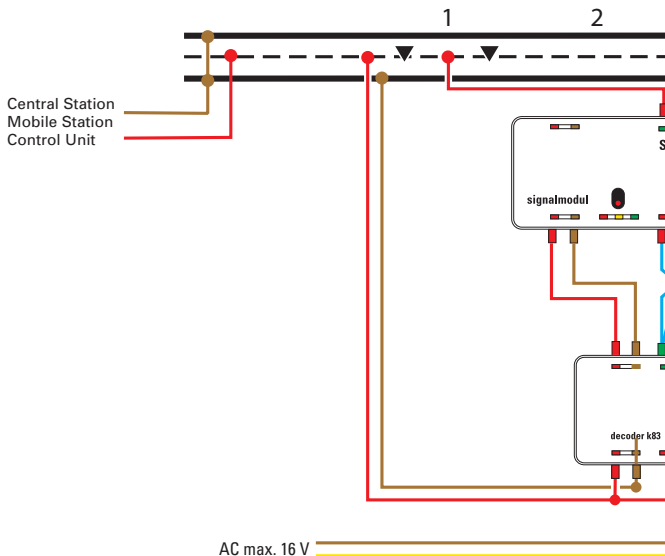 1 2
Central Station
Mobile Station
Control Unit
signalmodul
decoder k83
AC max. 16 V